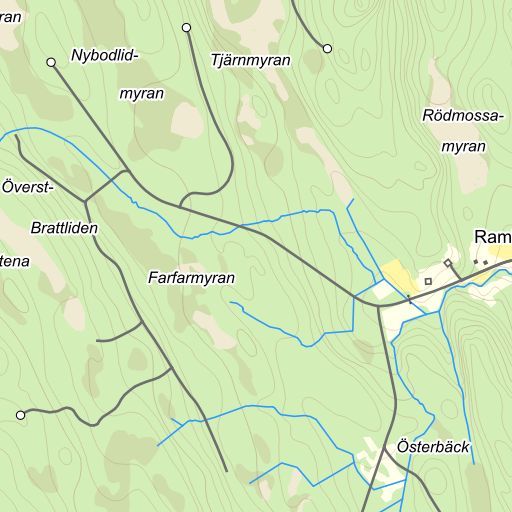 ran
Nybodlid-
myran
Tjärnmyran
Rödmossa-
myran
Överst-
Brattliden
Ram
tena
Farfarmyran
Österbäck